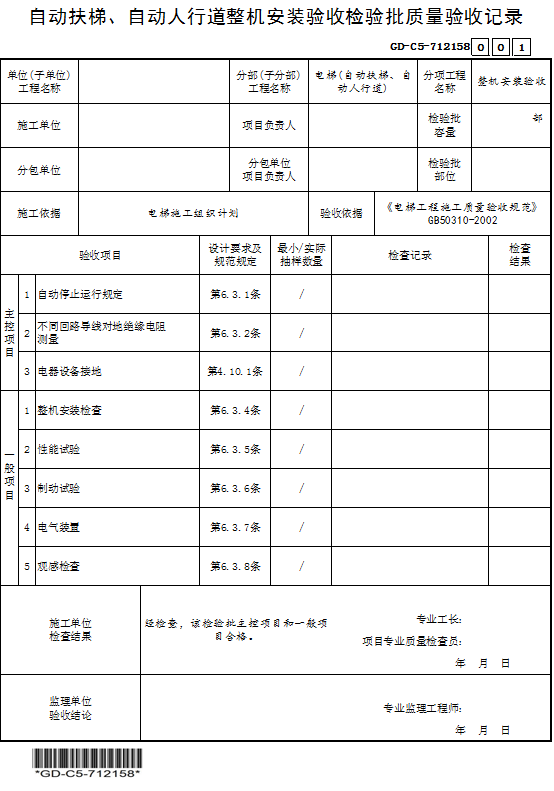 自动扶梯、自动人行道整机安装验收检验批质量验收记录
GD-C5-712158 0 0 1
单位(子单位)
工程名称
分部(子分部)
工程名称
电梯(自动扶梯、自
动人行道)
分项工程
名称
整机安装验收
施工单位
项目负责人
检验批
容量
部
分包单位
分包单位
项目负责人
检验批
部位
施工依据
电梯施工组织计划
验收依据
《电梯工程施工质量验收规范》
GB50310-2002
验收项目
设计要求及
规范规定
最小/实际
抽样数量
检查记录
检查
结果
主控项目
1 自动停止运行规定 第6.3.1条 /
2 不同回路导线对地绝缘电阻
测量 第6.3.2条 /
3 电器设备接地 第4.10.1条 /
一般项目
1 整机安装检查 第6.3.4条 /
2 性能试验 第6.3.5条 /
3 制动试验 第6.3.6条 /
4 电气装置 第6.3.7条 /
5 观感检查 第6.3.8条 /
施工单位
检查结果
经检查，该检验批主控项目和一般项
目合格。
专业工长：
项目专业质量检查员：
年 月 日
监理单位
验收结论
专业监理工程师：
年 月 日
*GD-C5-712158*